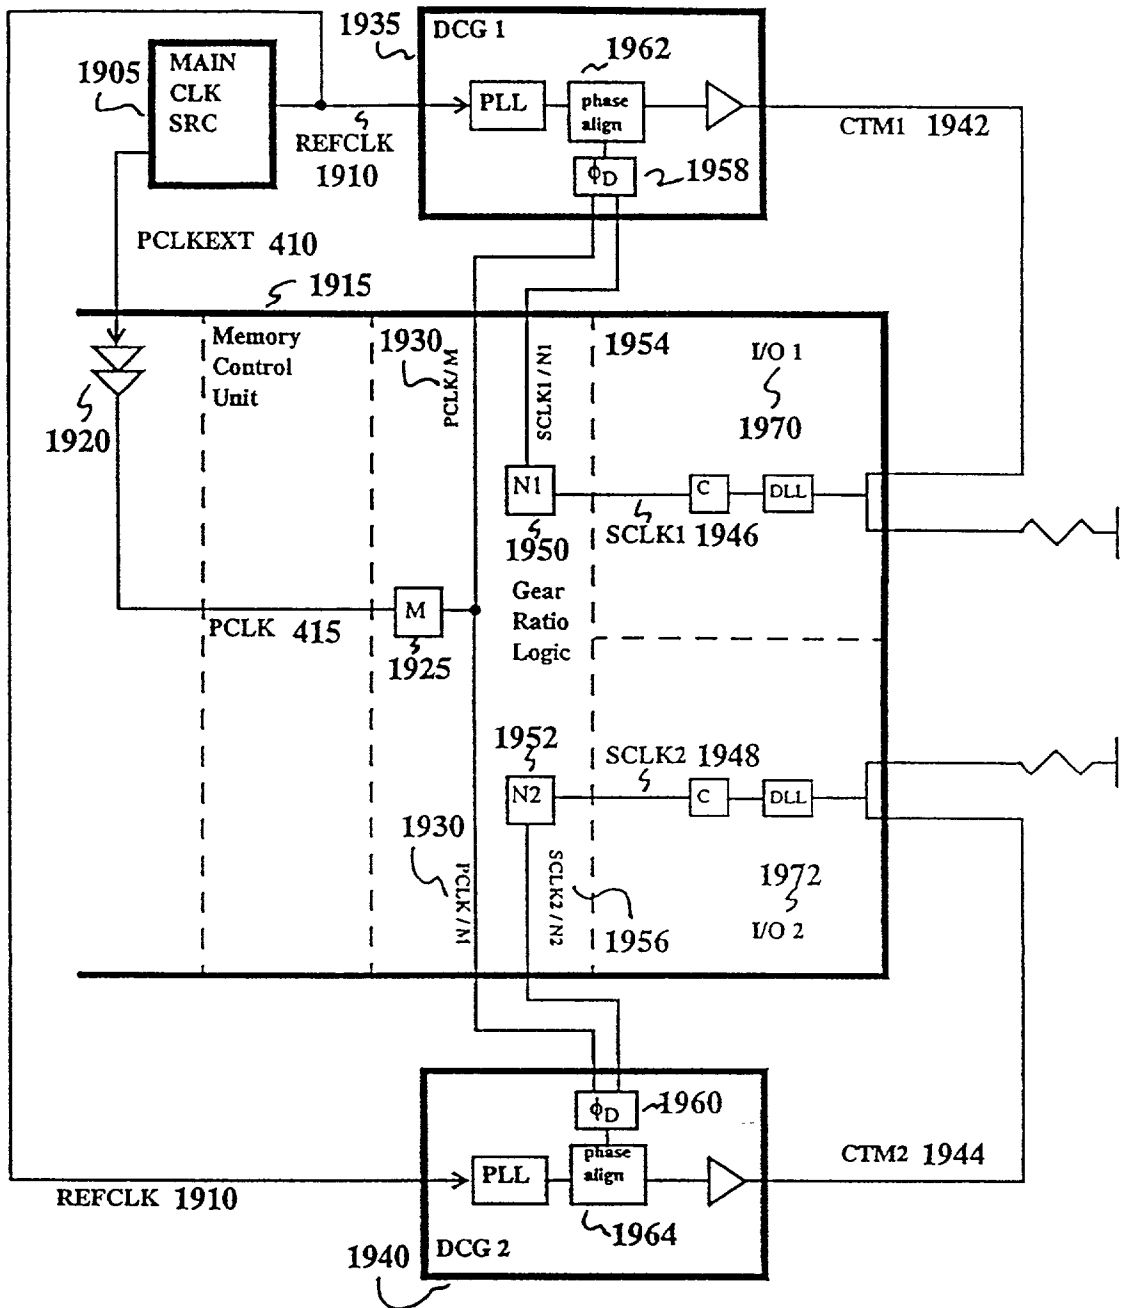 1935
DCG 1
1962
1905
MAIN
CLK
SRC
PLL
phase
align
REFCLK
1910
CTM1 1942
ϕD
1958
PCLKEXT 410
1915
Memory
Control
Unit
1930
PCLK/M
SCLK1/N1
1954
I/O 1
1970
1920
N1
1950
C
DLL
SCLK1 1946
Gear
Ratio
Logic
M
1925
PCLK 415
1952
N2
SCLK2 1948
C
DLL
1930
PCLK/M
SCLK2/N2
1956
1972
I/O 2
ϕD
1960
PLL
phase
align
CTM2 1944
REFCLK 1910
1964
DCG 2
1940